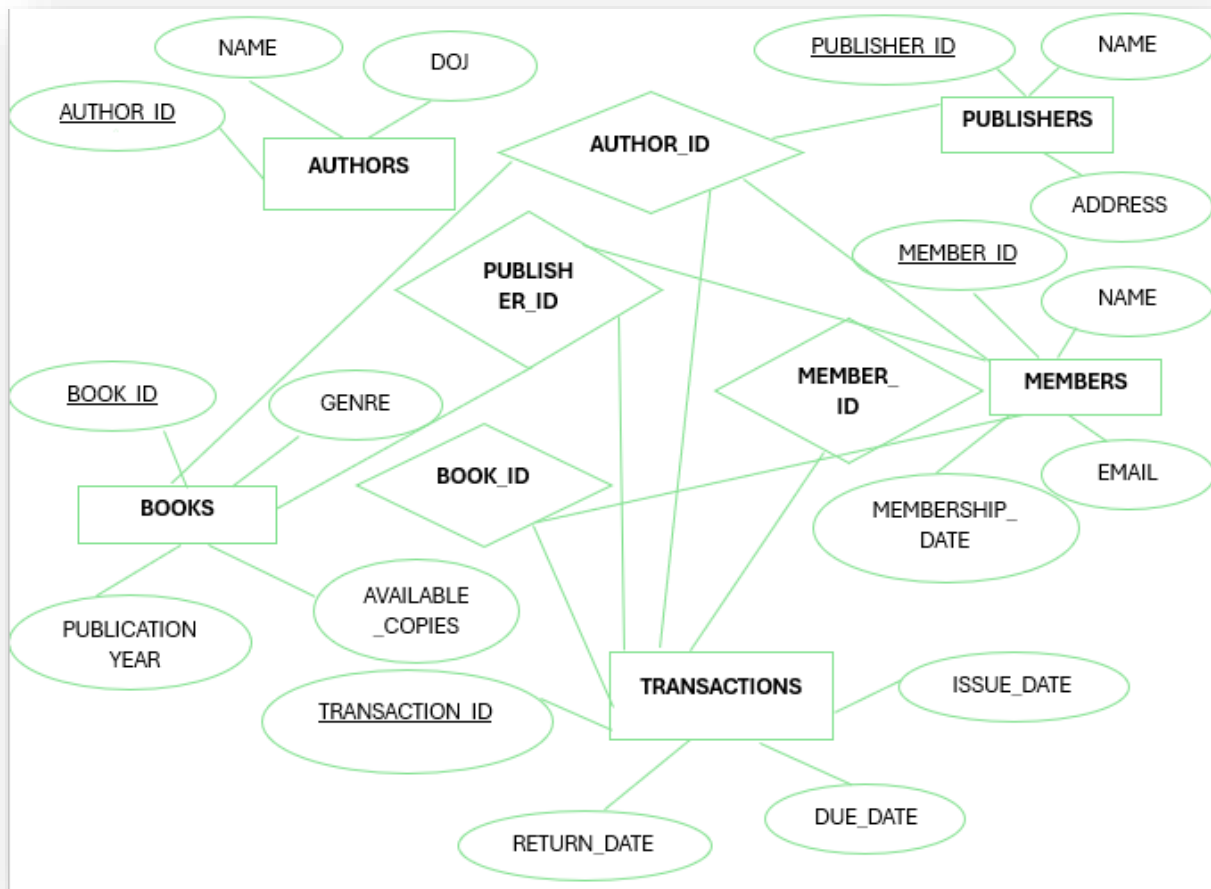 NAME
DOJ
PUBLISHER_ID
NAME
AUTHOR_ID
AUTHORS
AUTHOR_ID
PUBLISHERS
ADDRESS
PUBLISH
ER_ID
MEMBER_ID
NAME
MEMBER_
ID
MEMBERS
BOOK_ID
GENRE
BOOK_ID
EMAIL
BOOKS
MEMBERSHIP_
DATE
AVAILABLE
_COPIES
PUBLICATION
YEAR
TRANSACTIONS
ISSUE_DATE
TRANSACTION_ID
DUE_DATE
RETURN_DATE